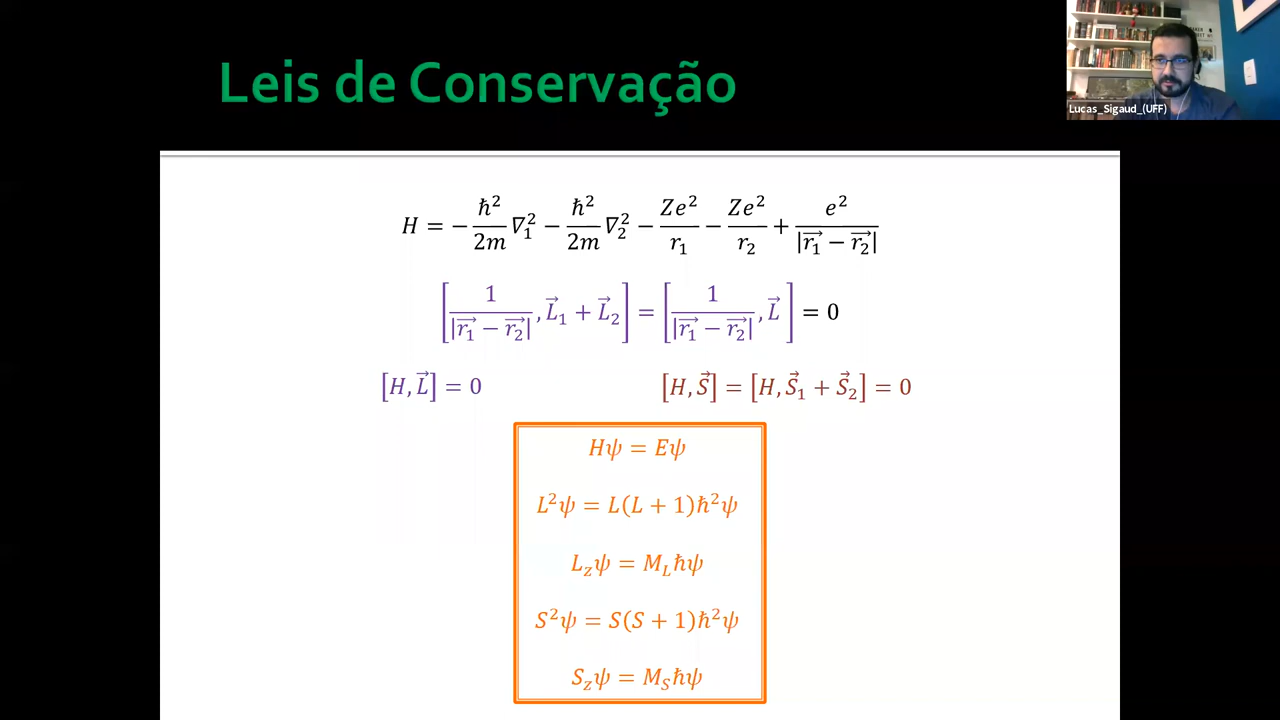 Leis de Conservação
Lucas_Sigaud_(UFF)
H = −ℏ²/2m ∇₁² − ℏ²/2m ∇₂² − Ze²/r₁ − Ze²/r₂ + e²/|r⃗₁ − r⃗₂|
[1/|r⃗₁ − r⃗₂|, L⃗₁ + L⃗₂] = [1/|r⃗₁ − r⃗₂|, L⃗] = 0
[H, L⃗] = 0
[H, S⃗] = [H, S⃗₁ + S⃗₂] = 0
Hψ = Eψ
L²ψ = L(L + 1)ℏ²ψ
L_zψ = M_Lℏψ
S²ψ = S(S + 1)ℏ²ψ
S_zψ = M_Sℏψ